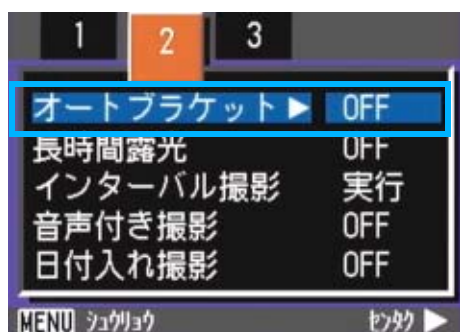 1 2 3
オートブラケット▶ OFF
長時間露光 OFF
インターバル撮影 実行
音声付き撮影 OFF
日付入れ撮影 OFF
MENU ｼｭｳﾘｮｳ ｾﾝﾀｸ ▶